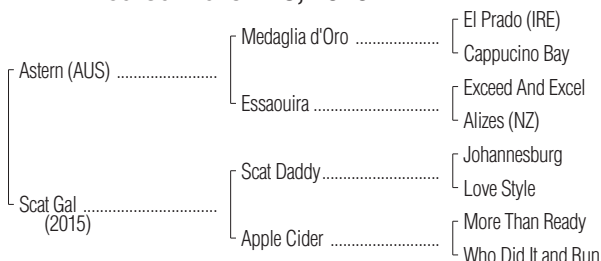 El Prado (IRE)
Medaglia d'Oro
Cappucino Bay
Astern (AUS)
Exceed And Excel
Essaouira
Alizes (NZ)
Johannesburg
Scat Daddy
Love Style
Scat Gal
(2015)
More Than Ready
Apple Cider
Who Did It and Run